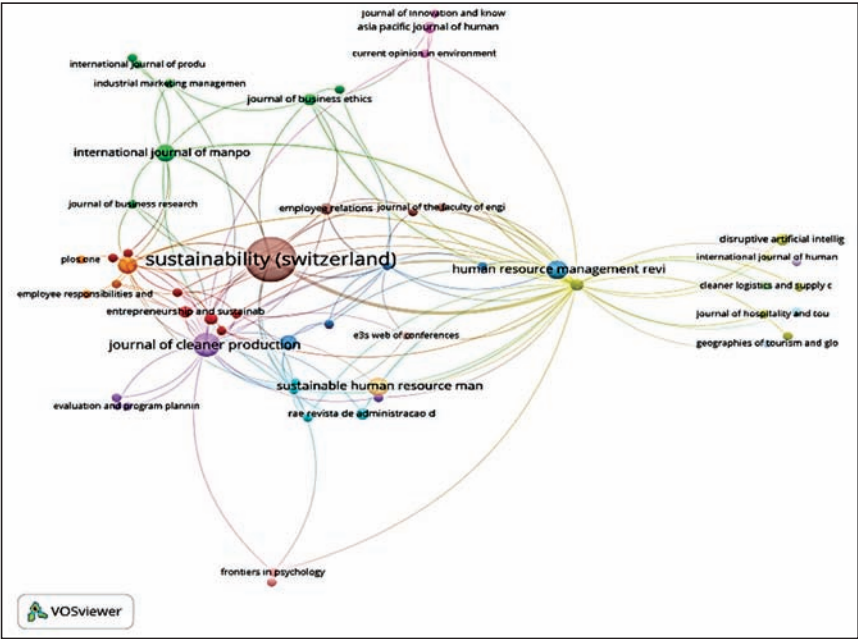 journal of innovation and know
asia pacific journal of human
current opinion in environment
international journal of produ
industrial marketing managemen
journal of business ethics
international journal of manpo
journal of business research
employee relations
journal of the faculty of engi
plos one
sustainability (switzerland)
human resource management revi
disruptive artificial intellig
international journal of human
employee responsibilities and
cleaner logistics and supply c
entrepreneurship and sustainab
journal of hospitality and tou
e3s web of conferences
journal of cleaner production
geographies of tourism and glo
sustainable human resource man
evaluation and program plannin
rae revista de administracao d
frontiers in psychology
VOSviewer